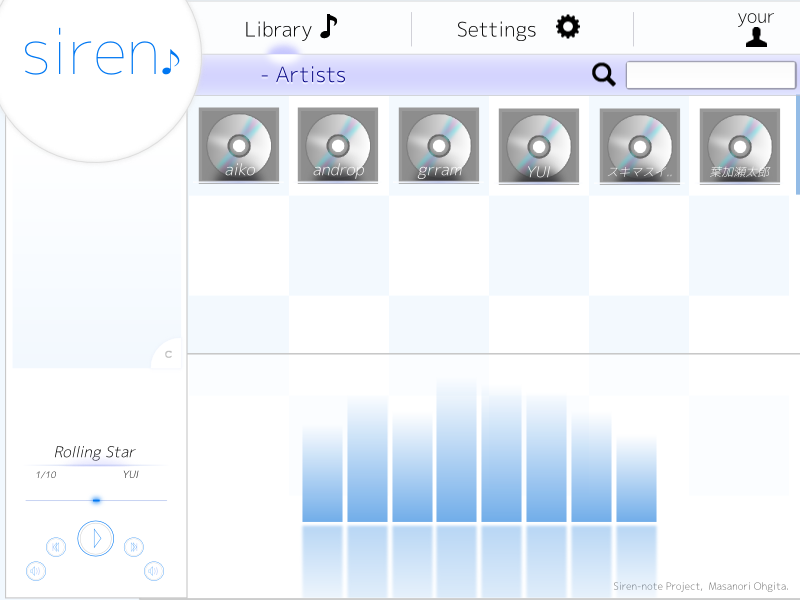 siren♪
Library
Settings
your
- Artists
aiko
androp
grram
YUI
スキマスイ..
葉加瀬太郎
c
Rolling Star
1/10
YUI
Siren-note Project, Masanori Ohgita.